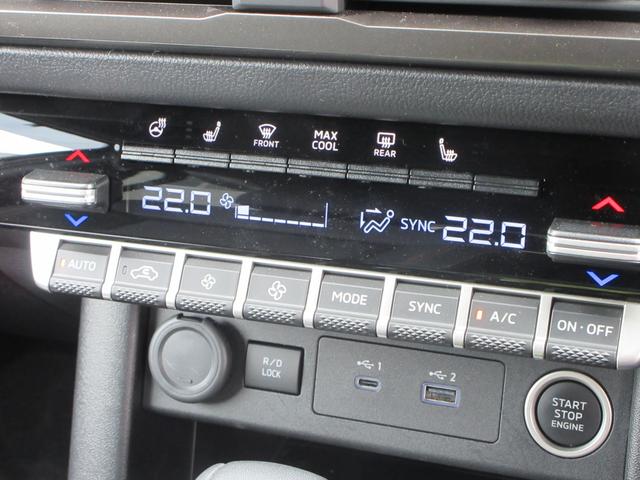 FRONT
MAX
COOL
REAR
22.0
SYNC 22.0
AUTO
MODE
SYNC
A/C
ON·OFF
R/D
LOCK
1
2
START
STOP
ENGINE